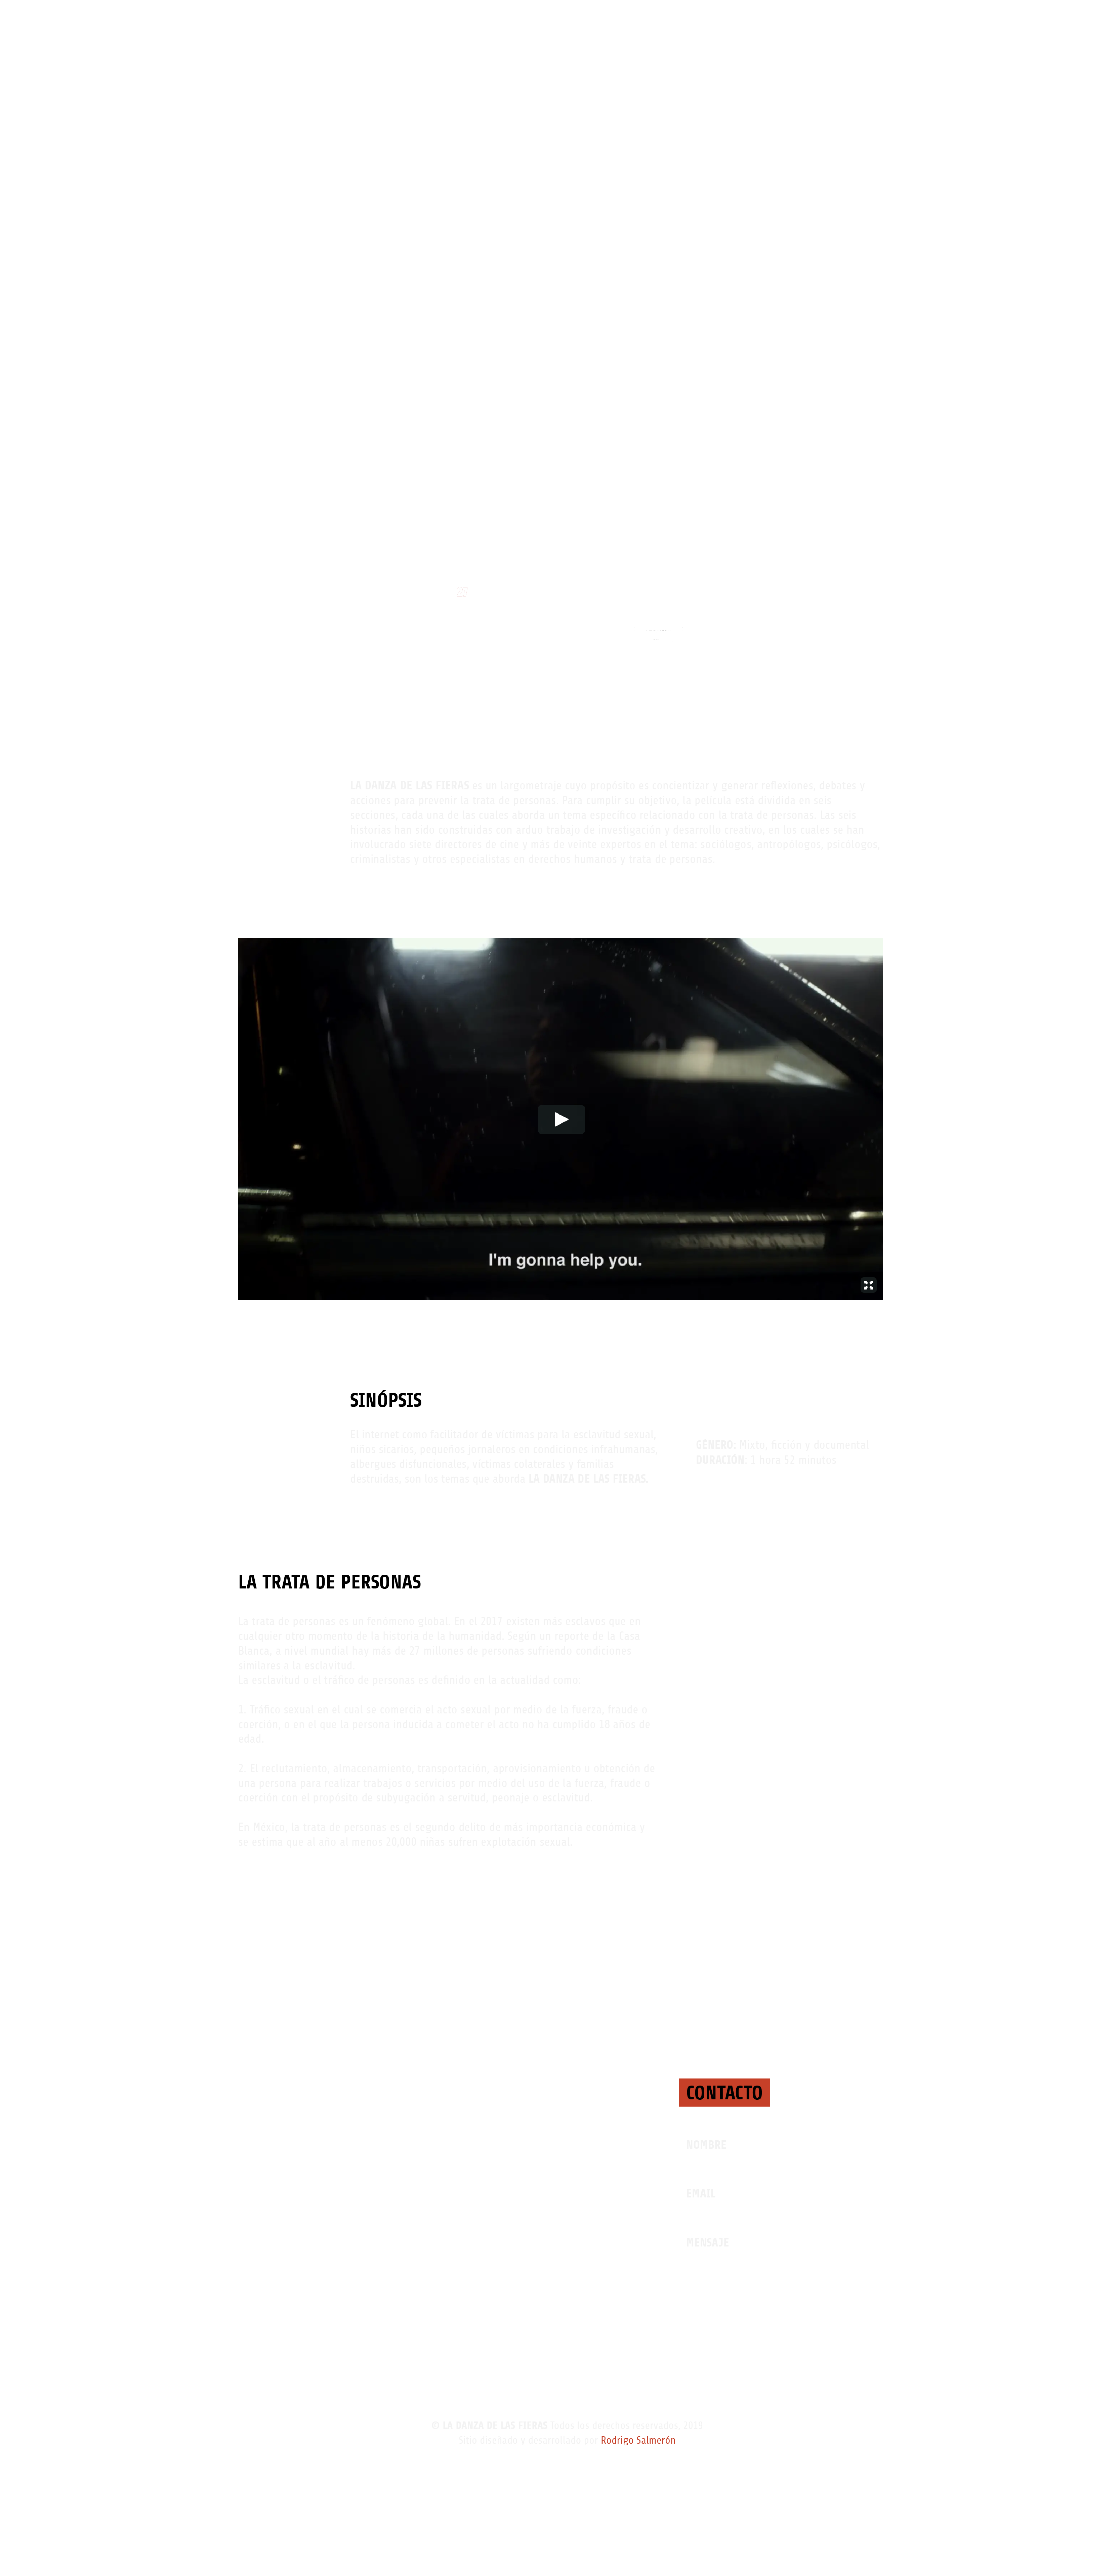 LA DANZA DE LAS FIERAS es un largometraje cuyo propósito es concientizar y generar reflexiones, debates y
acciones para prevenir la trata de personas. Para cumplir su objetivo, la película está dividida en seis
secciones, cada una de las cuales aborda un tema específico relacionado con la trata de personas. Las seis
historias han sido construidas con arduo trabajo de investigación y desarrollo creativo, en los cuales se han
involucrado siete directores de cine y más de veinte expertos en el tema: sociólogos, antropólogos, psicólogos,
criminalistas y otros especialistas en derechos humanos y trata de personas.
I'm gonna help you.
SINÓPSIS
El internet como facilitador de víctimas para la esclavitud sexual,
niños sicarios, pequeños jornaleros en condiciones infrahumanas,
albergues disfuncionales, víctimas colaterales y familias
destruidas, son los temas que aborda LA DANZA DE LAS FIERAS.
GÉNERO: Mixto, ficción y documental.
DURACIÓN: 1 hora 52 minutos
LA TRATA DE PERSONAS
La trata de personas es un fenómeno global. En el 2017 existen más esclavos que en
cualquier otro momento de la historia de la humanidad. Según un reporte de la Casa
Blanca, a nivel mundial hay mas de 27 millones de personas sufriendo condiciones
similares a la esclavitud.
La esclavitud o el tráfico de personas es definido en la actualidad como:
1. Tráfico sexual en el cual se comercia el acto sexual por medio de la fuerza, fraude o
coerción, o en el que la persona inducida a cometer el acto no ha cumplido 18 años de
edad.
2. El reclutamiento, almacenamiento, transportación, aprovisionamiento u obtención de
una persona para realizar trabajos o servicios por medio del uso de la fuerza, fraude o
coerción con el propósito de subyugación a servitud, peonaje o esclavitud.
En México, la trata de personas es el segundo delito de más importancia económica y
se estima que al año al menos 20,000 niñas sufren explotación sexual.
CONTACTO
NOMBRE
EMAIL
MENSAJE
© LA DANZA DE LAS FIERAS Todos los derechos reservados, 2019
Sitio diseñado y desarrollado por Rodrigo Salmerón